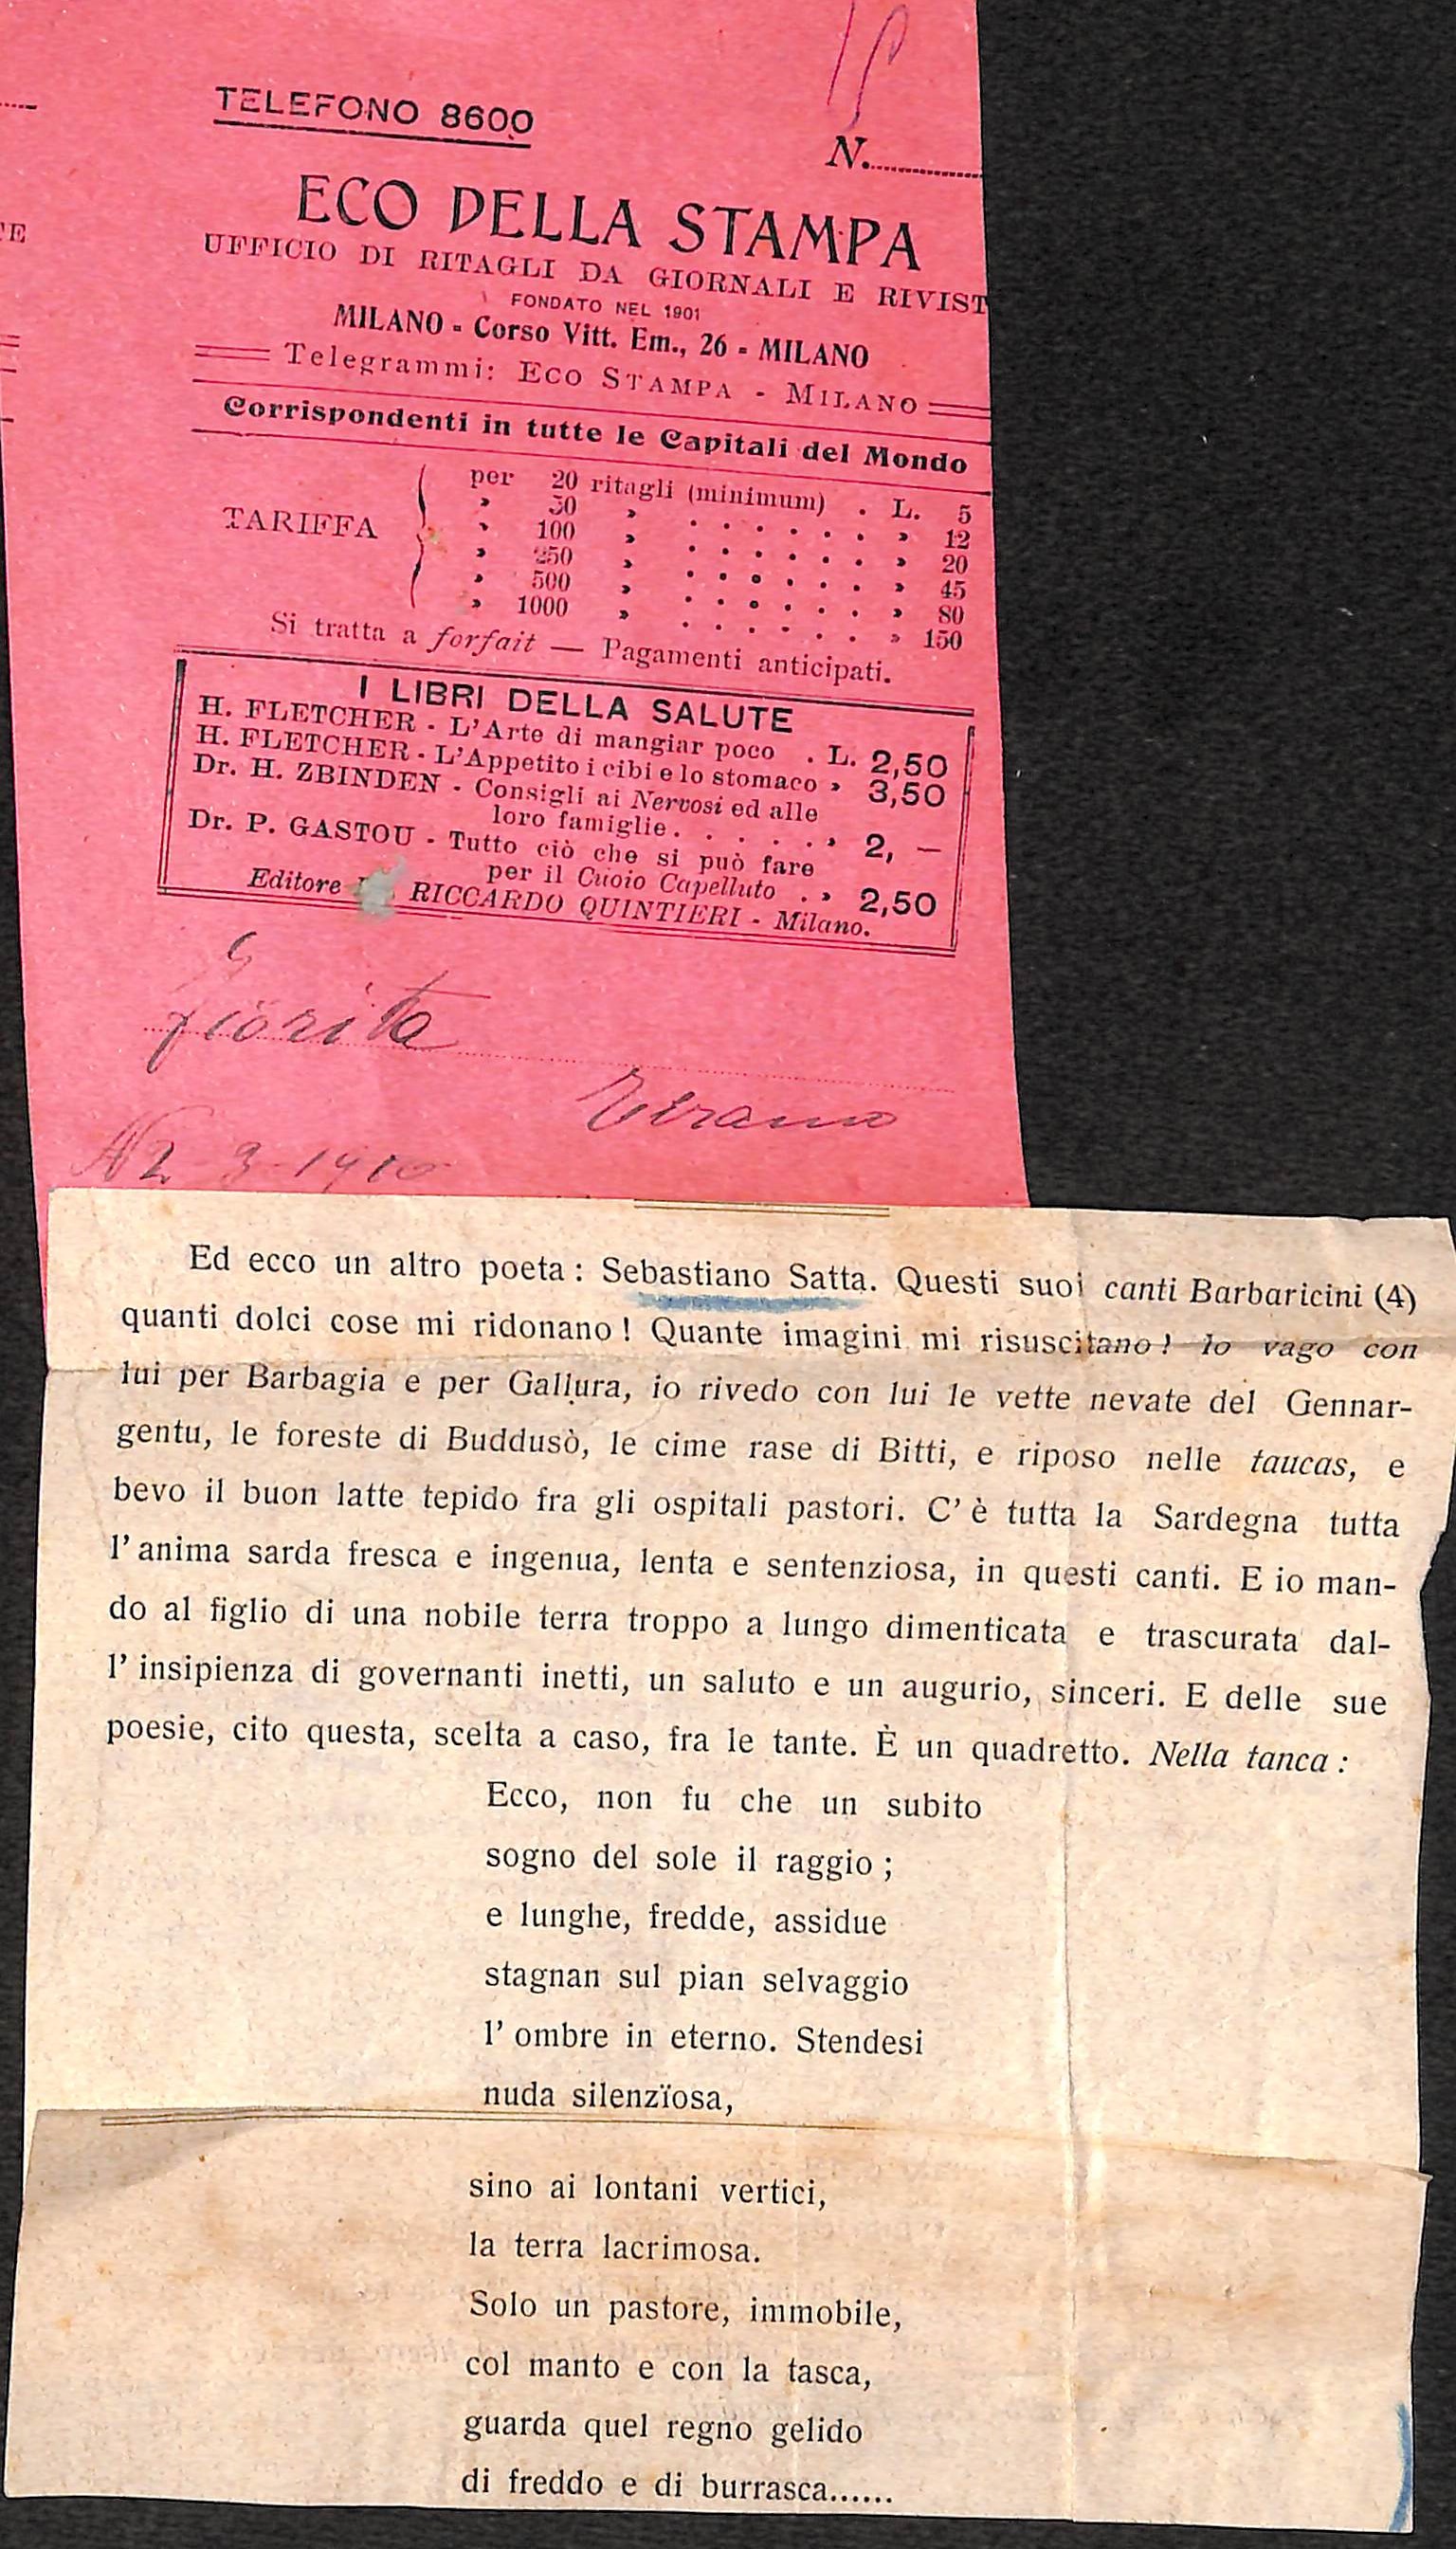 TELEFONO 8600
N.
ECO DELLA STAMPA
UFFICIO DI RITAGLI DA GIORNALI E RIVIST
FONDATO NEL 1901
MILANO - Corso Vitt. Em., 26 - MILANO
Telegrammi: ECO STAMPA - MILANO
Corrispondenti in tutte le Capitali del Mondo
TARIFFA
per 20 ritagli (minimum) . L. 5
» 50 » . . . . . . » 12
» 100 » . . . . . . » 20
» 250 » . . . . . . » 45
» 500 » . . . . . . » 80
» 1000 » . . . . . . » 150
Si tratta a forfait — Pagamenti anticipati.
I LIBRI DELLA SALUTE
H. FLETCHER - L'Arte di mangiar poco . L. 2,50
H. FLETCHER - L'Appetito i cibi e lo stomaco » 3,50
Dr. H. ZBINDEN - Consigli ai Nervosi ed alle
loro famiglie. . . . . . » 2, —
Dr. P. GASTOU - Tutto ciò che si può fare
per il Cuoio Capelluto . » 2,50
Editore RICCARDO QUINTIERI - Milano.
Fiorita
Teramo
N 2 - 3 - 1910
Ed ecco un altro poeta : Sebastiano Satta. Questi suoi canti Barbaricini (4)
quanti dolci cose mi ridonano ! Quante imagini mi risuscitano ! Io vago con
lui per Barbagia e per Gallura, io rivedo con lui le vette nevate del Gennar-
gentu, le foreste di Buddusò, le cime rase di Bitti, e riposo nelle taucas, e
bevo il buon latte tepido fra gli ospitali pastori. C' è tutta la Sardegna tutta
l' anima sarda fresca e ingenua, lenta e sentenziosa, in questi canti. E io man-
do al figlio di una nobile terra troppo a lungo dimenticata e trascurata dal-
l' insipienza di governanti inetti, un saluto e un augurio, sinceri. E delle sue
poesie, cito questa, scelta a caso, fra le tante. È un quadretto. Nella tanca :
Ecco, non fu che un subito
sogno del sole il raggio ;
e lunghe, fredde, assidue
stagnan sul pian selvaggio
l' ombre in eterno. Stendesi
nuda silenzïosa,
sino ai lontani vertici,
la terra lacrimosa.
Solo un pastore, immobile,
col manto e con la tasca,
guarda quel regno gelido
di freddo e di burrasca......